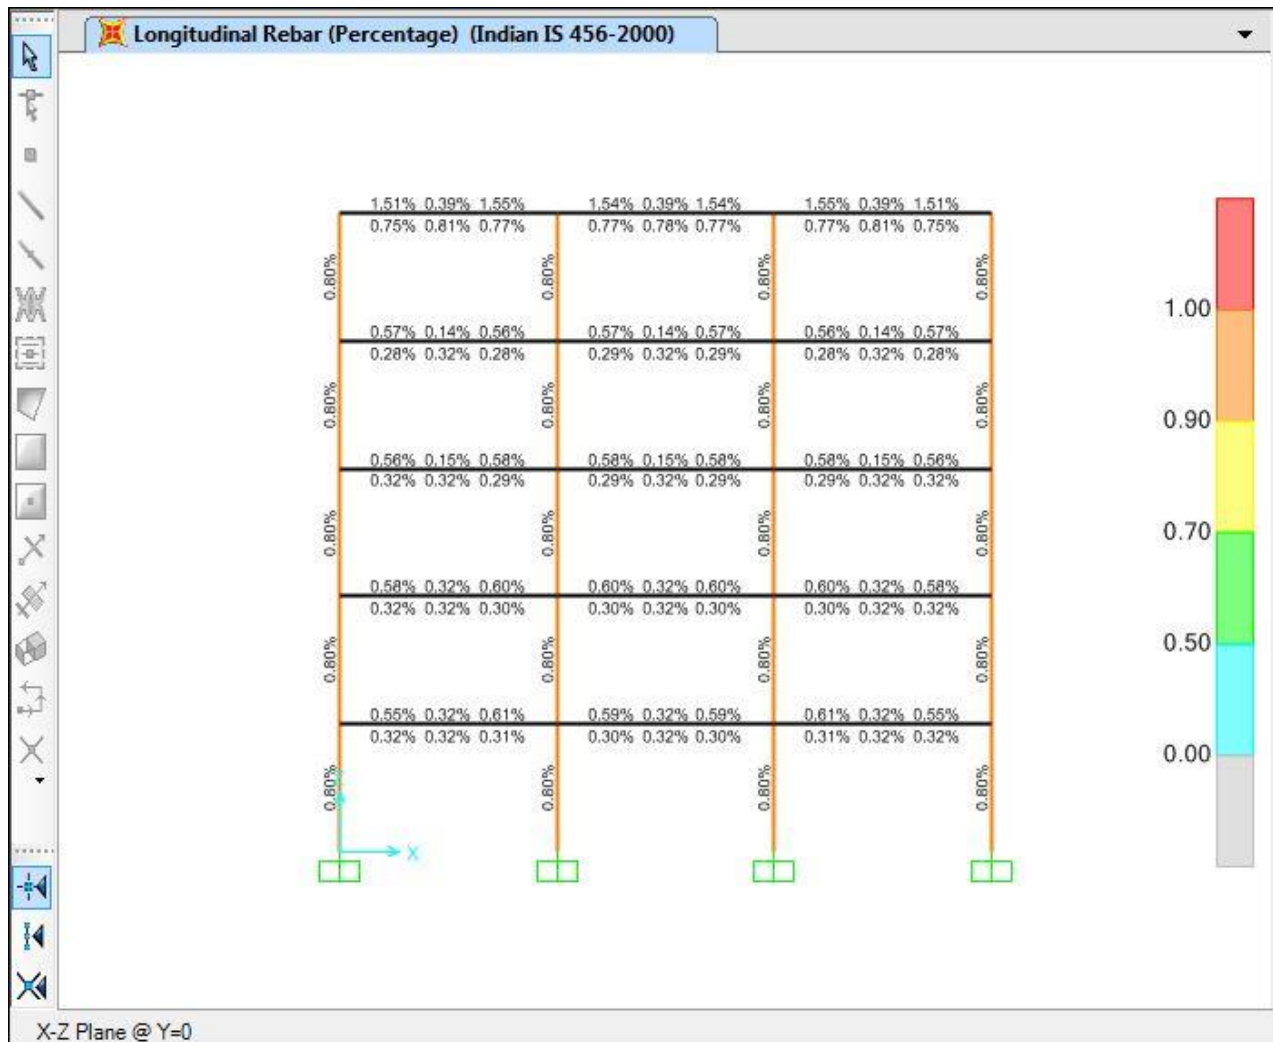 Longitudinal Rebar (Percentage) (Indian IS 456-2000)
1.51% 0.39% 1.55% 1.54% 0.39% 1.54% 1.55% 0.39% 1.51%
0.75% 0.81% 0.77% 0.77% 0.78% 0.77% 0.77% 0.81% 0.75%
0.80% 0.80% 0.80% 0.80%
1.00
0.57% 0.14% 0.56% 0.57% 0.14% 0.57% 0.56% 0.14% 0.57%
0.28% 0.32% 0.28% 0.29% 0.32% 0.29% 0.28% 0.32% 0.28%
0.80% 0.80% 0.80% 0.80%
0.90
0.56% 0.15% 0.58% 0.58% 0.15% 0.58% 0.58% 0.15% 0.56%
0.32% 0.32% 0.29% 0.29% 0.32% 0.29% 0.29% 0.32% 0.32%
0.80% 0.80% 0.80% 0.80%
0.70
0.58% 0.32% 0.60% 0.60% 0.32% 0.60% 0.60% 0.32% 0.58%
0.32% 0.32% 0.30% 0.30% 0.32% 0.30% 0.30% 0.32% 0.32%
0.80% 0.80% 0.80% 0.80%
0.50
0.55% 0.32% 0.61% 0.59% 0.32% 0.59% 0.61% 0.32% 0.55%
0.32% 0.32% 0.31% 0.30% 0.32% 0.30% 0.31% 0.32% 0.32%
0.00
0.80% 0.80% 0.80% 0.80%
X
X-Z Plane @ Y=0